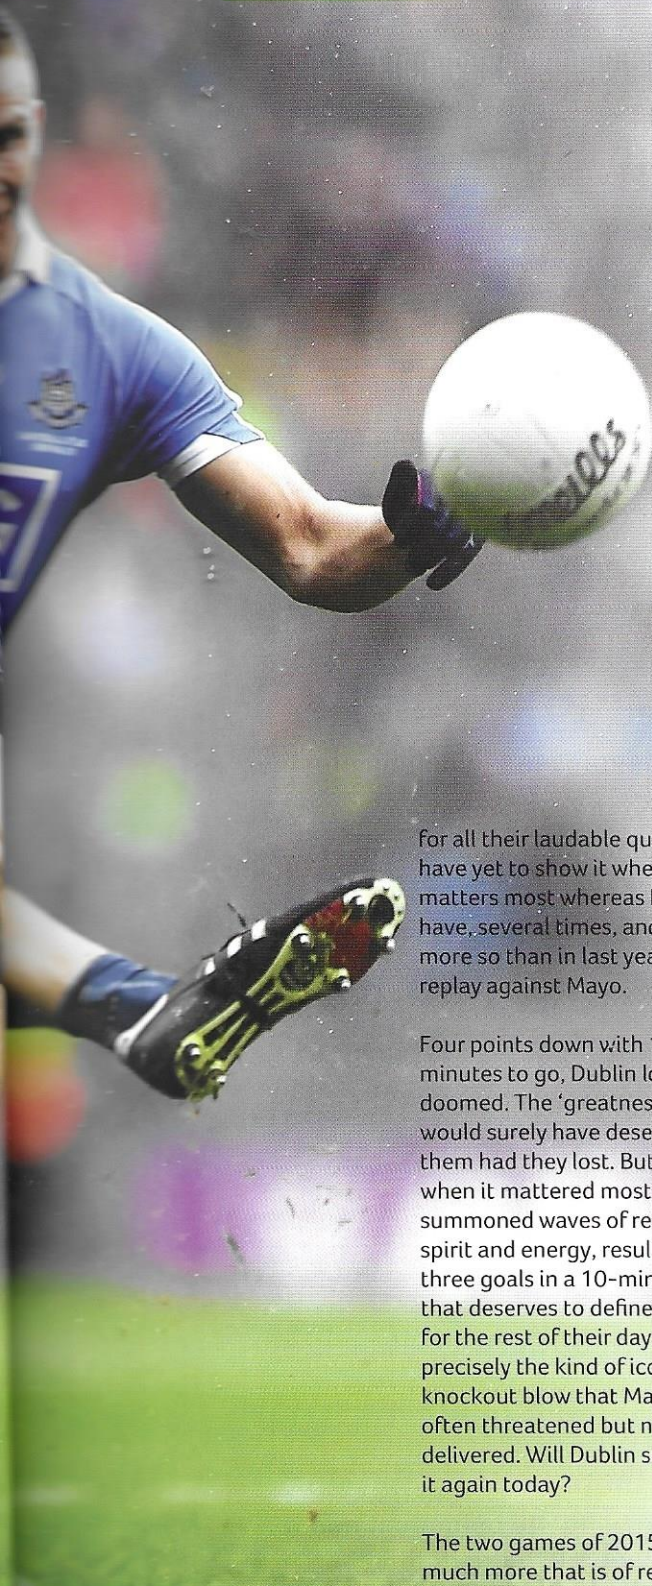 O'Neills
for all their laudable qu
have yet to show it whe
matters most whereas
have, several times, and
more so than in last yea
replay against Mayo.
Four points down with 1
minutes to go, Dublin lo
doomed. The ‘greatnes
would surely have dese
them had they lost. But
when it mattered most
summoned waves of re
spirit and energy, resul
three goals in a 10-min
that deserves to define
for the rest of their day
precisely the kind of ico
knockout blow that Ma
often threatened but n
delivered. Will Dublin s
it again today?
The two games of 2015
much more that is of re